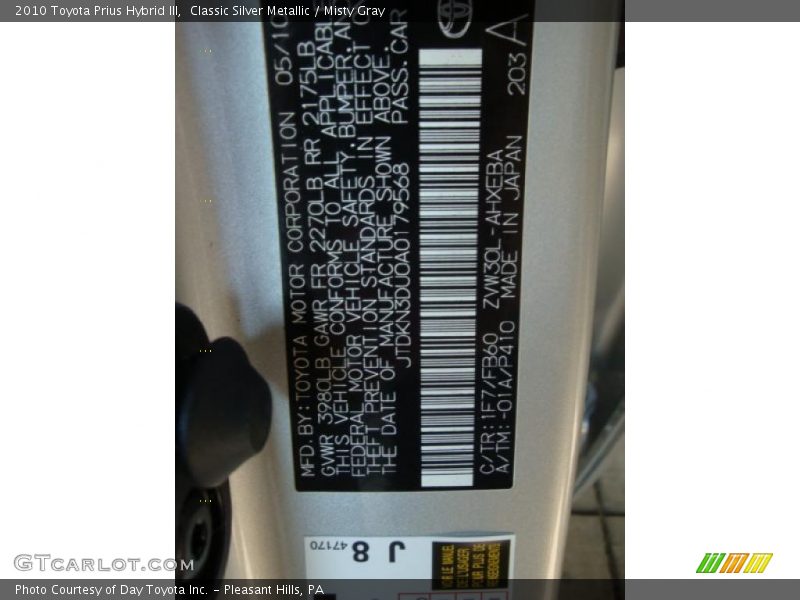 2010 Toyota Prius Hybrid III, Classic Silver Metallic / Misty Gray
MFD. BY: TOYOTA MOTOR CORPORATION 05/10
GVWR 3980LB GAWR FR 2270LB RR 2175LB
THIS VEHICLE CONFORMS TO ALL APPLICABLE
FEDERAL MOTOR VEHICLE SAFETY, BUMPER, AND
THEFT PREVENTION STANDARDS IN EFFECT
THE DATE OF MANUFACTURE SHOWN ABOVE.
JTDKN3DU0A0179568 PASS. CAR
C/TR: 1F7/FB60 ZVW30L-AHXEBA
A/TM: -01A/P410 MADE IN JAPAN 203 A
J 8 47170
GTCARLOT.COM
Photo Courtesy of Day Toyota Inc. – Pleasant Hills, PA